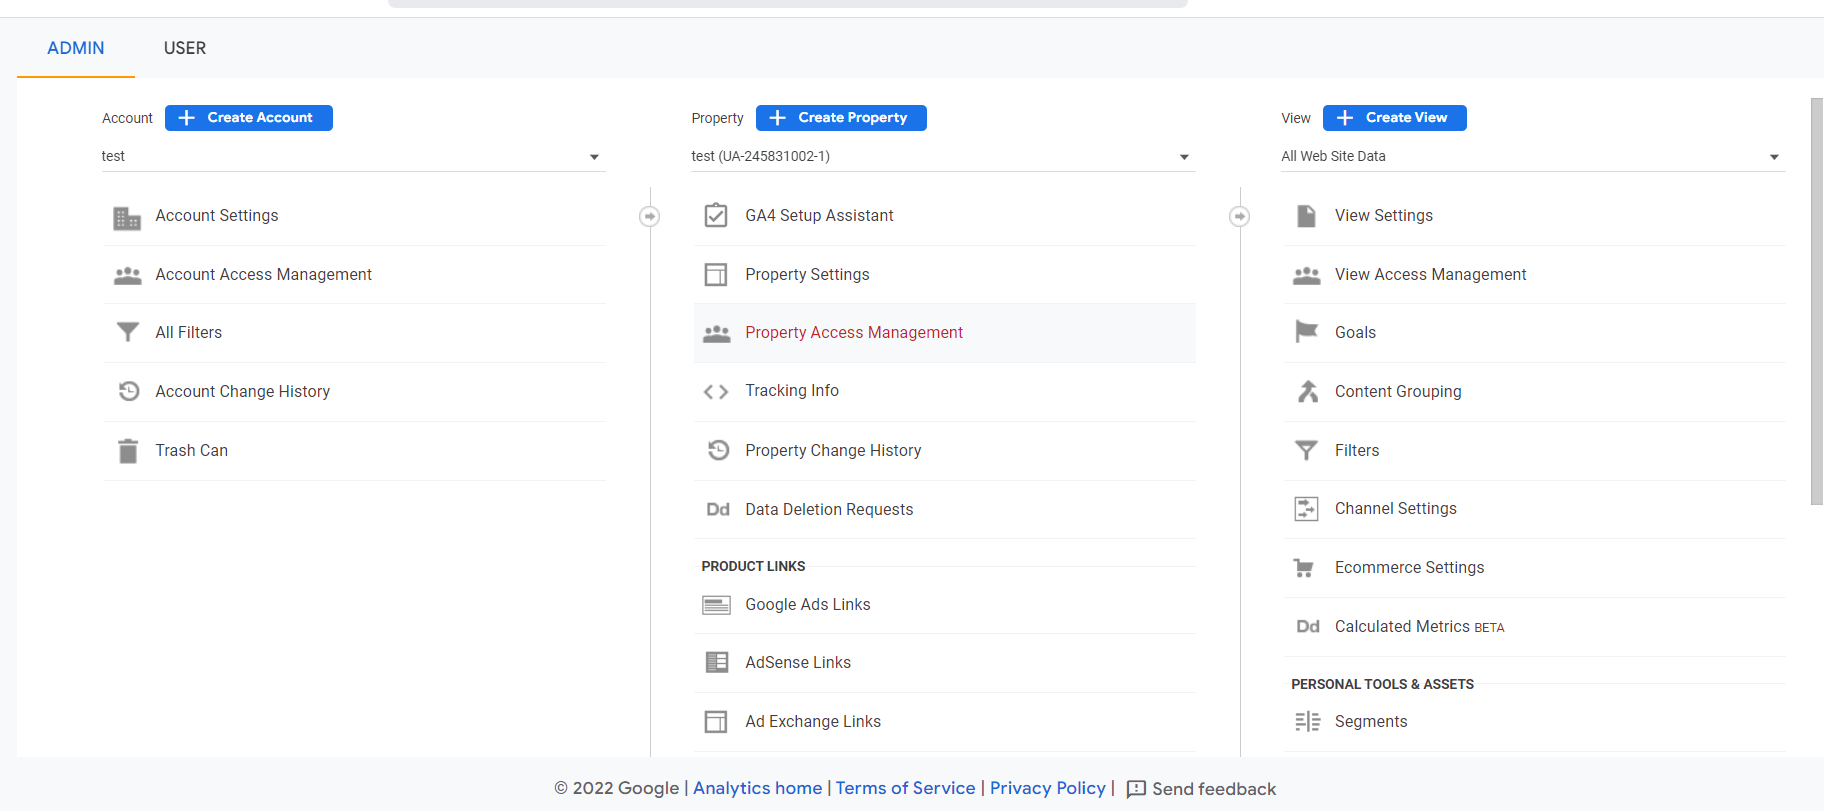 ADMIN
USER
Account
Create Account
test
Account Settings
Account Access Management
All Filters
Account Change History
Trash Can
Property
Create Property
test (UA-245831002-1)
GA4 Setup Assistant
Property Settings
Property Access Management
Tracking Info
Property Change History
Dd Data Deletion Requests
PRODUCT LINKS
Google Ads Links
AdSense Links
Ad Exchange Links
View
Create View
All Web Site Data
View Settings
View Access Management
Goals
Content Grouping
Filters
Channel Settings
Ecommerce Settings
Dd Calculated Metrics BETA
PERSONAL TOOLS & ASSETS
Segments
© 2022 Google | Analytics home | Terms of Service | Privacy Policy | Send feedback